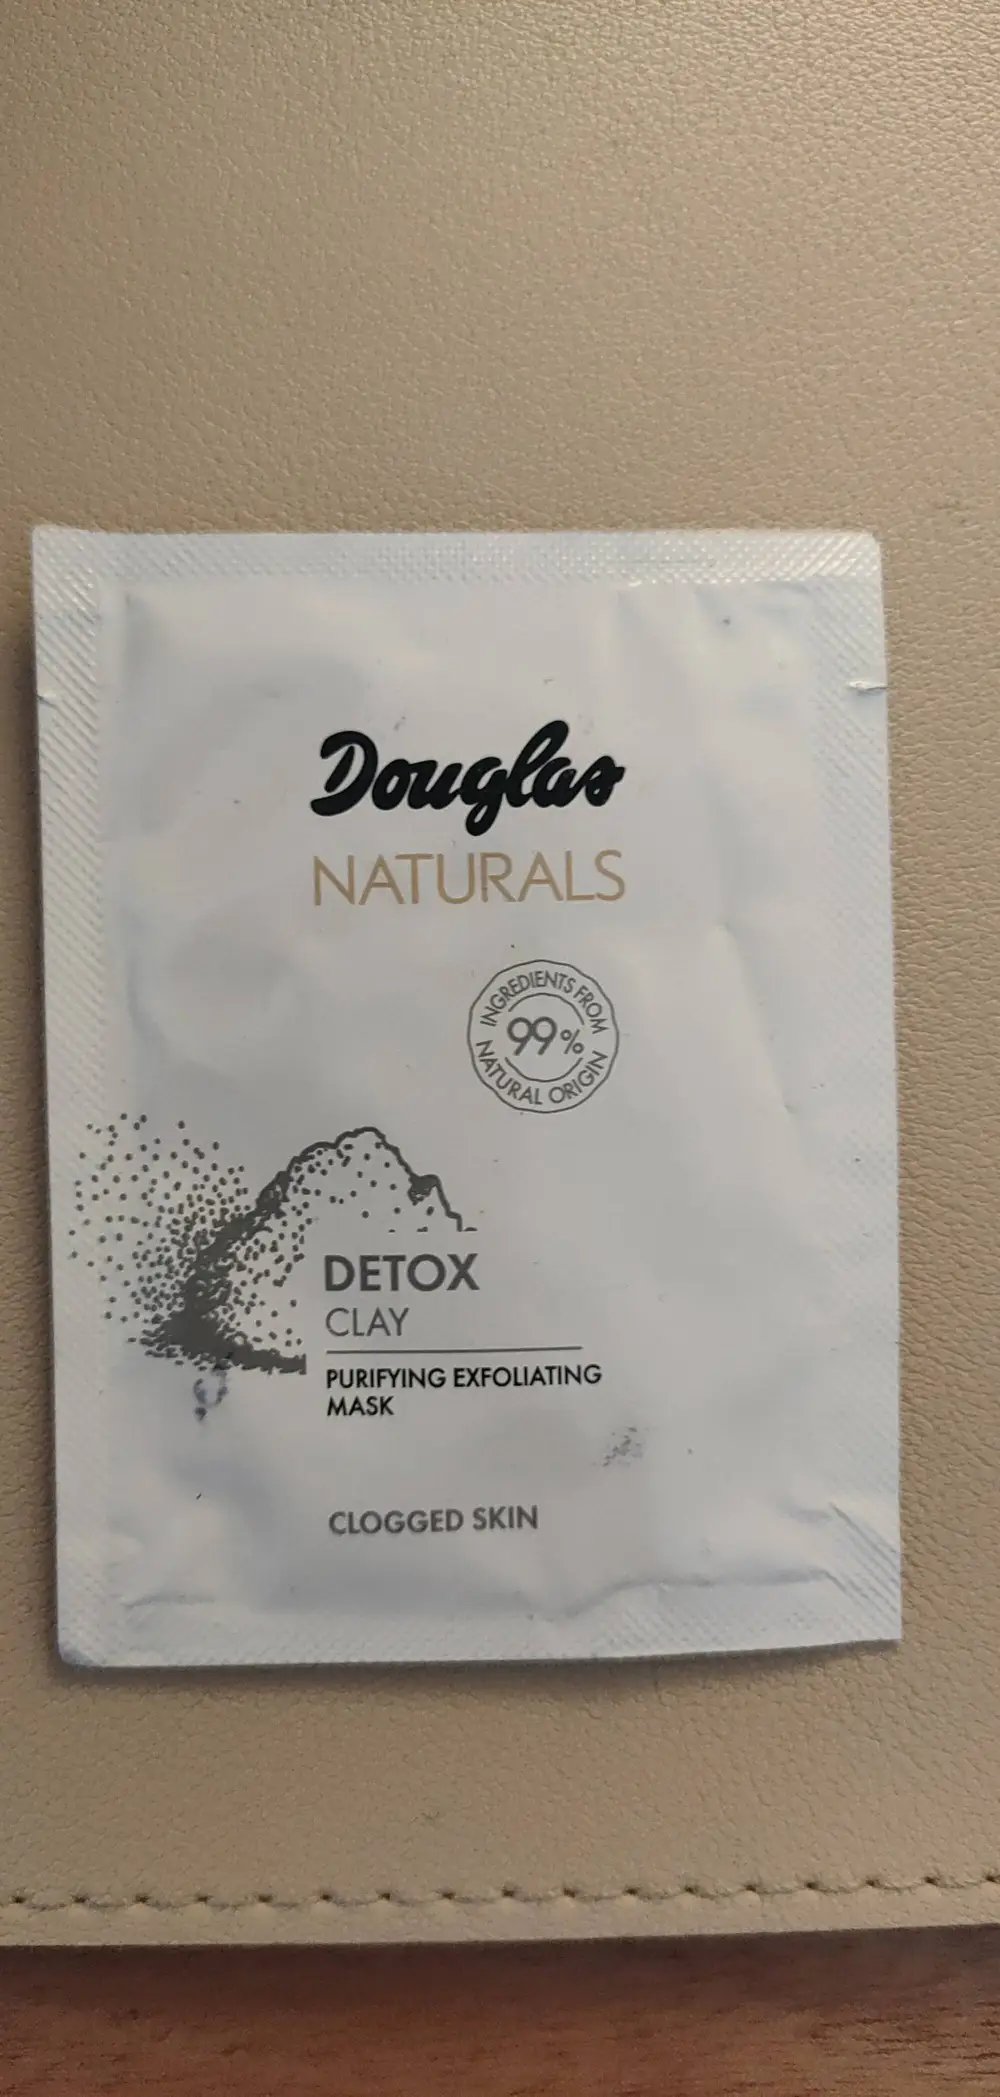 Douglas
NATURALS
INGREDIENTS FROM
99%
NATURAL ORIGIN
DETOX
CLAY
PURIFYING EXFOLIATING
MASK
CLOGGED SKIN